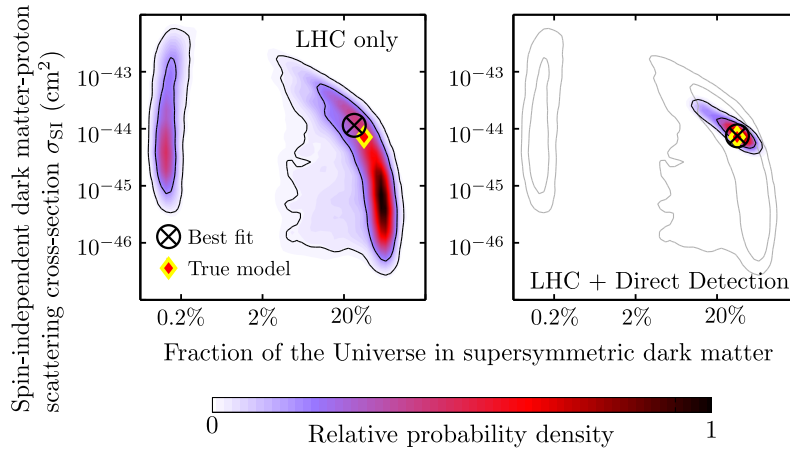 Spin-independent dark matter-proton
scattering cross-section σSI (cm²)
LHC only
10⁻⁴³
10⁻⁴⁴
10⁻⁴⁵
10⁻⁴⁶
Best fit
True model
0.2%
2%
20%
10⁻⁴³
10⁻⁴⁴
10⁻⁴⁵
10⁻⁴⁶
LHC + Direct Detection
0.2%
2%
20%
Fraction of the Universe in supersymmetric dark matter
0
Relative probability density
1